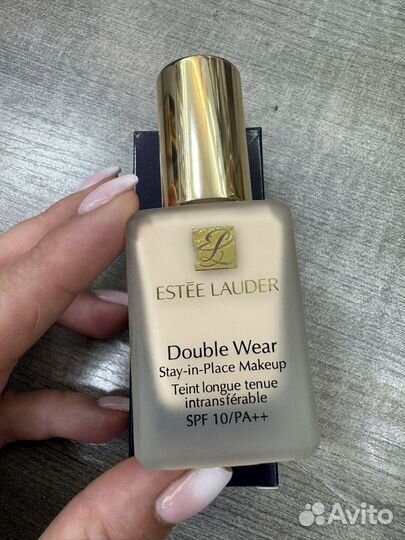 ESTĒE LAUDER
Double Wear
Stay-in-Place Makeup
Teint longue tenue
intransférable
SPF 10/PA++
Avito